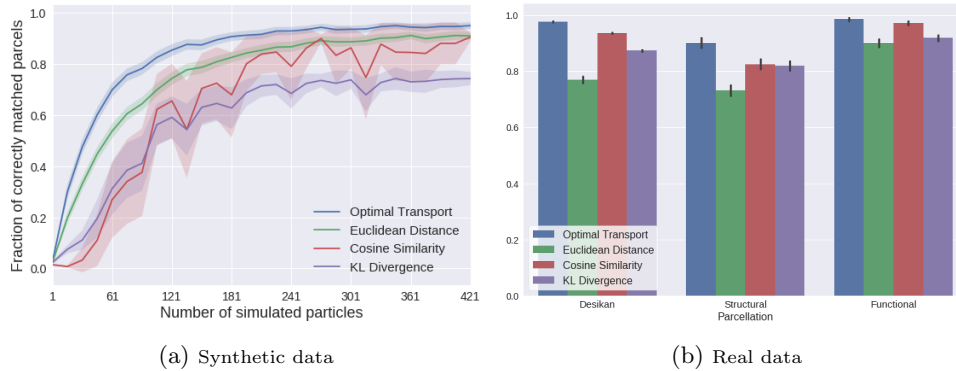 1.0
0.8
0.6
0.4
0.2
0.0
Fraction of correctly matched parcels
Optimal Transport
Euclidean Distance
Cosine Similarity
KL Divergence
1 61 121 181 241 301 361 421
Number of simulated particles
(a) Synthetic data
1.0
0.8
0.6
0.4
0.2
0.0
Optimal Transport
Euclidean Distance
Cosine Similarity
KL Divergence
Desikan Structural Functional
Parcellation
(b) Real data